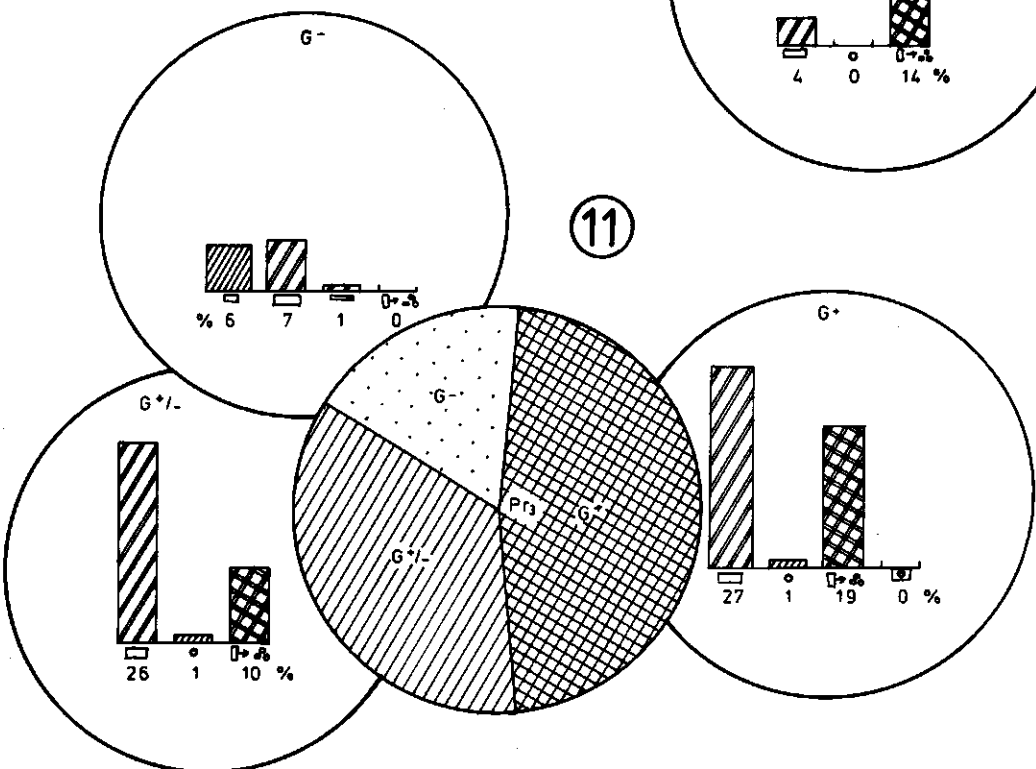 G-
4 0 14 %
11
% 6 7 1 0
G+
G+/-
G-
Pr3
G+
G+/-
27 1 19 0 %
26 1 10 %